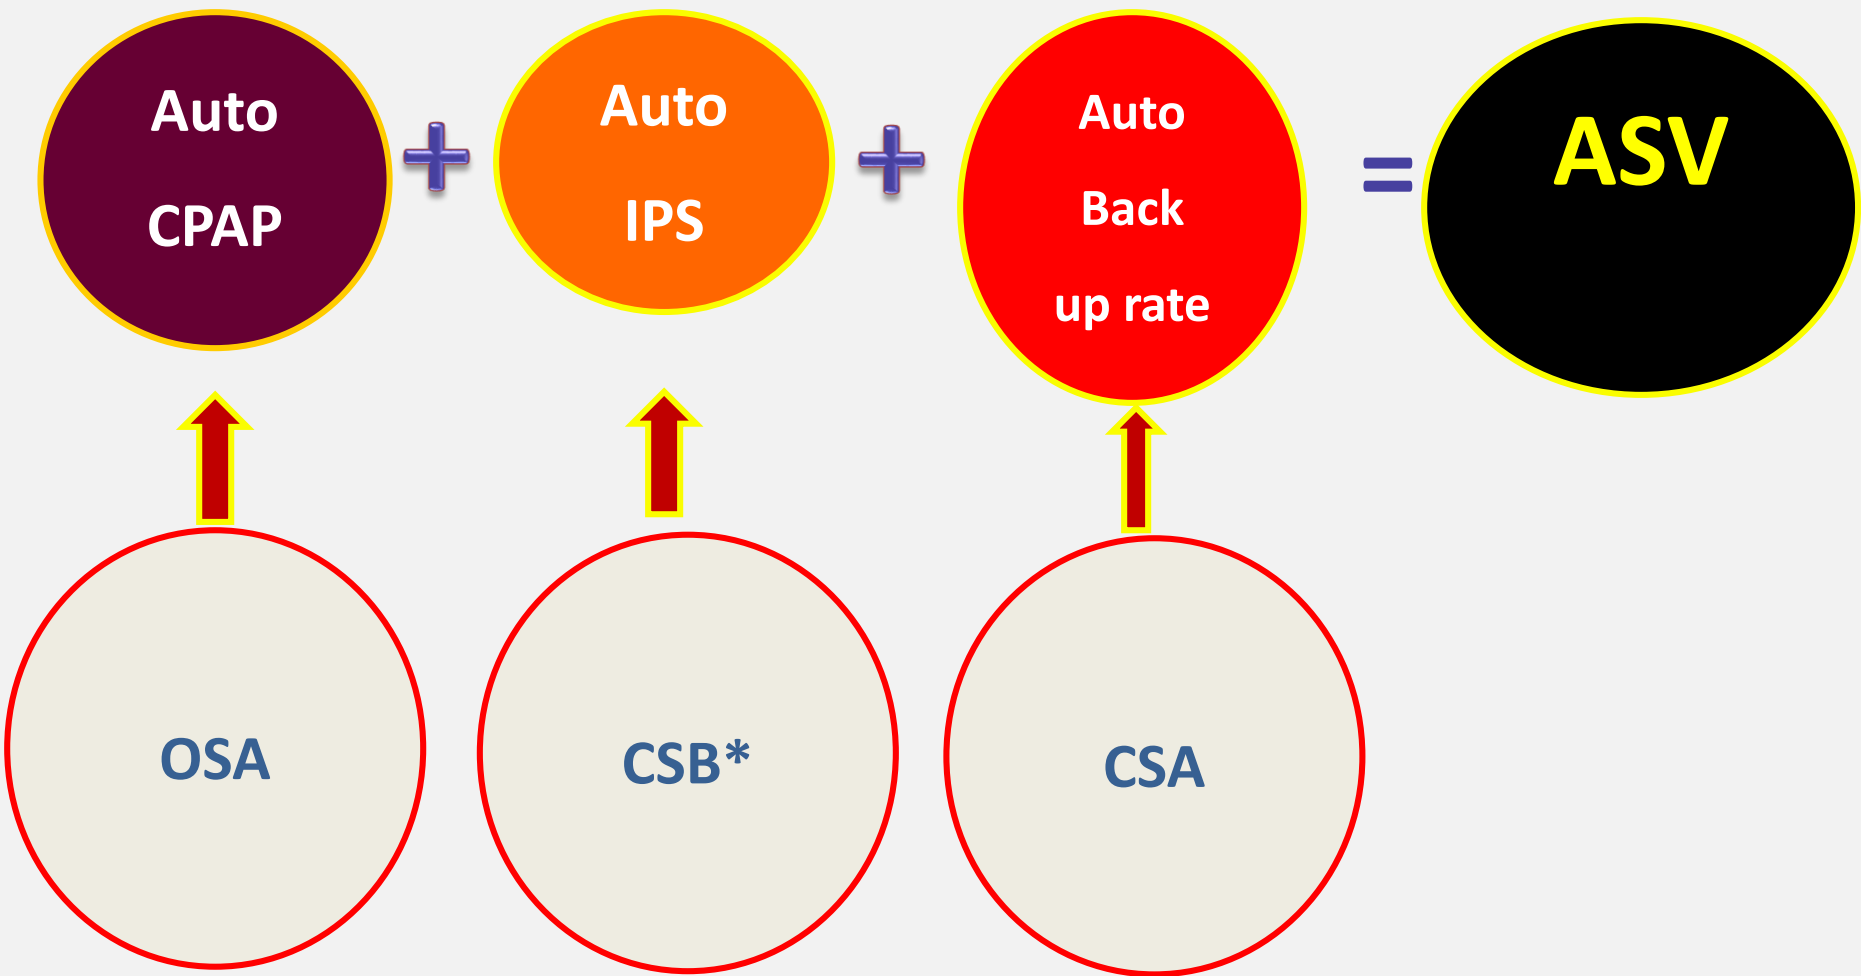 Auto
CPAP
+
Auto
IPS
+
Auto
Back
up rate
=
ASV
OSA
CSB*
CSA